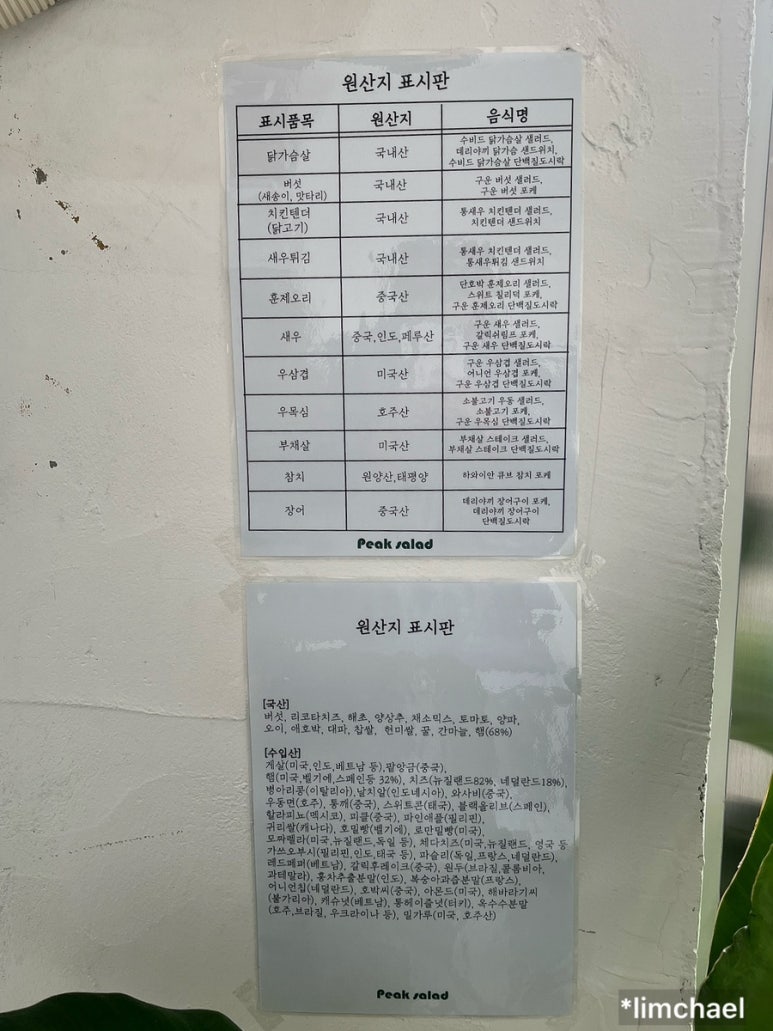 원산지 표시판
표시품목 원산지 음식명
닭가슴살 국내산 수비드 닭가슴살 샐러드,
데리야끼 닭가슴 샌드위치,
수비드 닭가슴살 단백질도시락
버섯
(새송이, 맛타리) 국내산 구운 버섯 샐러드,
구운 버섯 포케
치킨텐더
(닭고기) 국내산 통새우 치킨텐더 샐러드,
치킨텐더 샌드위치
새우튀김 국내산 통새우 치킨텐더 샐러드,
통새우튀김 샌드위치
훈제오리 중국산 단호박 훈제오리 샐러드,
스위트 칠리덕 포케,
구운 훈제오리 단백질도시락
새우 중국,인도,페루산 구운 새우 샐러드,
갈릭쉬림프 포케,
구운 새우 단백질도시락
우삼겹 미국산 구운 우삼겹 샐러드,
어니언 우삼겹 포케,
구운 우삼겹 단백질도시락
우목심 호주산 소불고기 우동 샐러드,
소불고기 포케,
구운 우목심 단백질도시락
부채살 미국산 부채살 스테이크 샐러드,
부채살 스테이크 단백질도시락
참치 원양산,태평양 하와이안 큐브 참치 포케
장어 중국산 데리야끼 장어구이 포케,
데리야끼 장어구이
단백질도시락
Peak salad
원산지 표시판
[국산]
버섯, 리코타치즈, 해초, 양상추, 채소믹스, 토마토, 양파,
오이, 애호박, 대파, 찹쌀, 현미쌀, 꿀, 간마늘, 햄(68%)
[수입산]
게살(미국,인도,베트남 등),팥앙금(중국),
햄(미국,벨기에,스페인등 32%), 치즈(뉴질랜드82%, 네덜란드18%),
병아리콩(이탈리아),날치알(인도네시아), 와사비(중국),
우동면(호주), 통깨(중국), 스위트콘(태국), 블랙올리브(스페인),
할라피뇨(멕시코), 피클(중국), 파인애플(필리핀),
귀리쌀(캐나다), 호밀빵(벨기에), 로만밀빵(미국),
모짜렐라(미국,뉴질랜드,독일 등), 체다치즈(미국,뉴질랜드, 영국 등
가쓰오부시(필리핀,인도,태국 등), 파슬리(독일,프랑스,네덜란드),
레드페퍼(베트남), 갈릭후레이크(중국), 원두(브라질,콜롬비아,
과테말라), 홍차추출분말(인도), 복숭아과즙분말(프랑스),
어니언칩(네덜란드), 호박씨(중국), 아몬드(미국), 해바라기씨
(불가리아), 캐슈넛(베트남), 통헤이즐넛(터키), 옥수수분말
(호주,브라질, 우크라이나 등), 밀가루(미국, 호주산)
Peak salad
*limchael